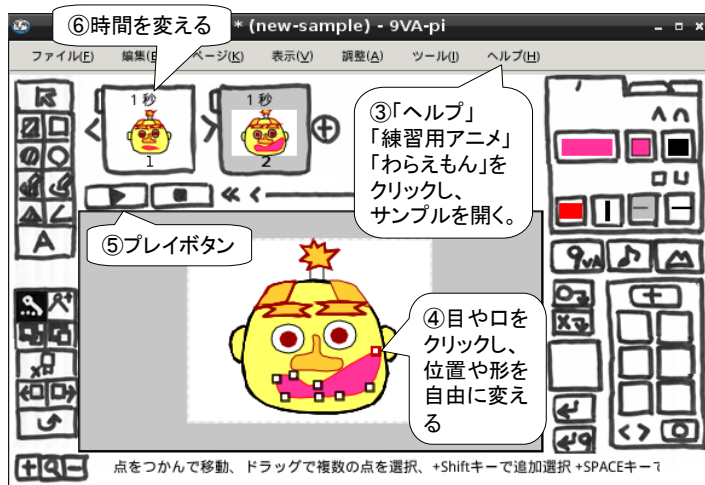 * (new-sample) - 9VA-pi
⑥時間を変える
ファイル(F) 編集(E ページ(K) 表示(V) 調整(A) ツール(I) ヘルプ(H)
1秒
1
1秒
2
③「ヘルプ」
「練習用アニメ」
「わらえもん」を
クリックし、
サンプルを開く。
⑤プレイボタン
A
9VA
④目や口を
クリックし、
位置や形を
自由に変え
る
点をつかんで移動、ドラッグで複数の点を選択、+Shiftキーで追加選択 +SPACEキーで